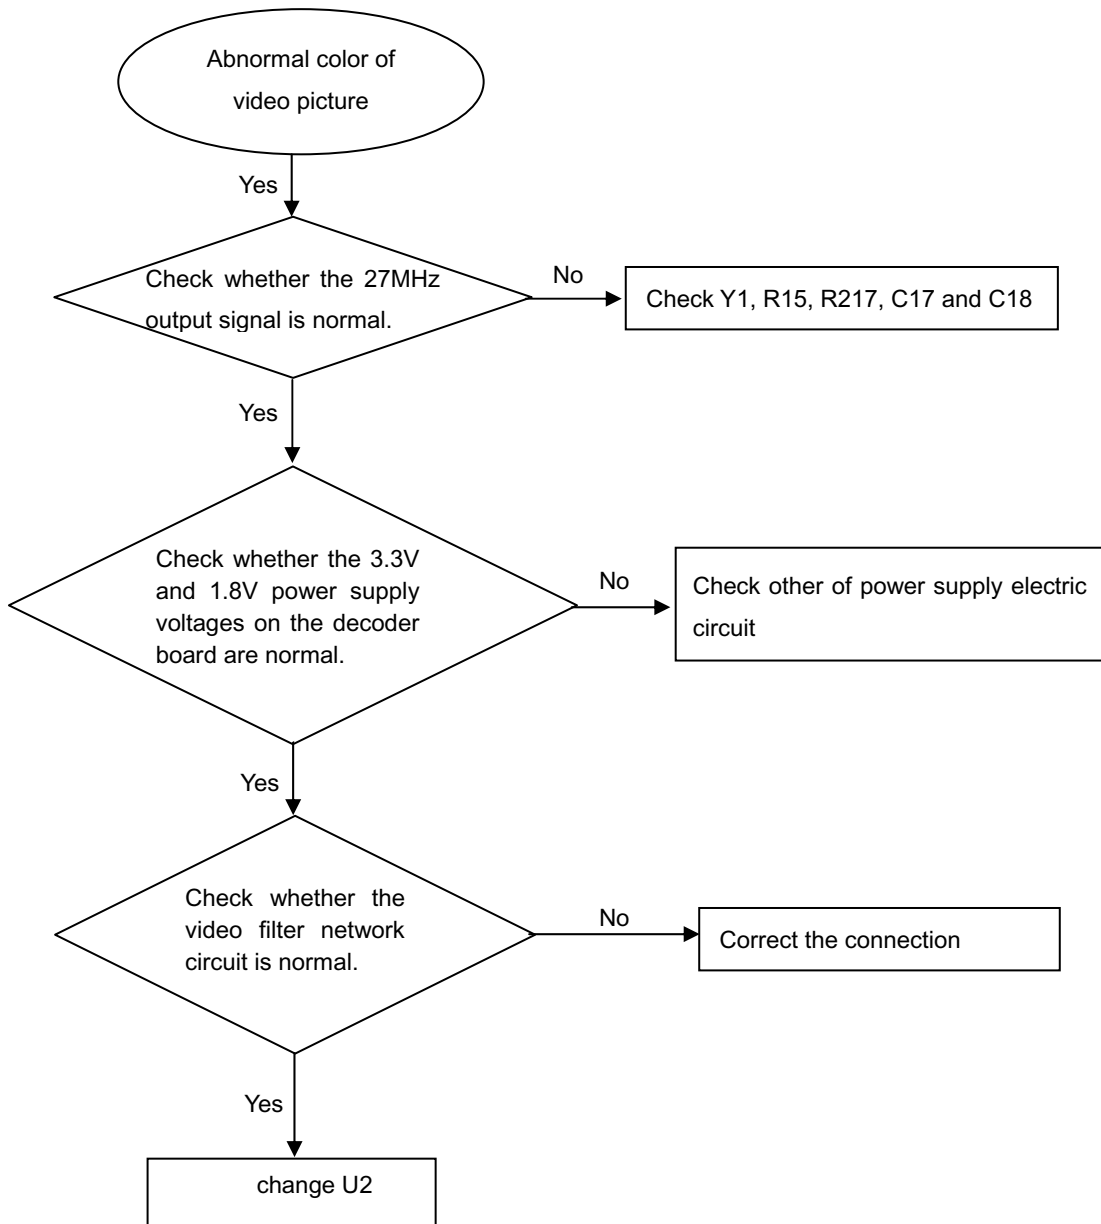 Abnormal color of
video picture
Yes
Check whether the 27MHz
output signal is normal.
No
Check Y1, R15, R217, C17 and C18
Yes
Check whether the 3.3V
and 1.8V power supply
voltages on the decoder
board are normal.
No
Check other of power supply electric
circuit
Yes
Check whether the
video filter network
circuit is normal.
No
Correct the connection
Yes
change U2